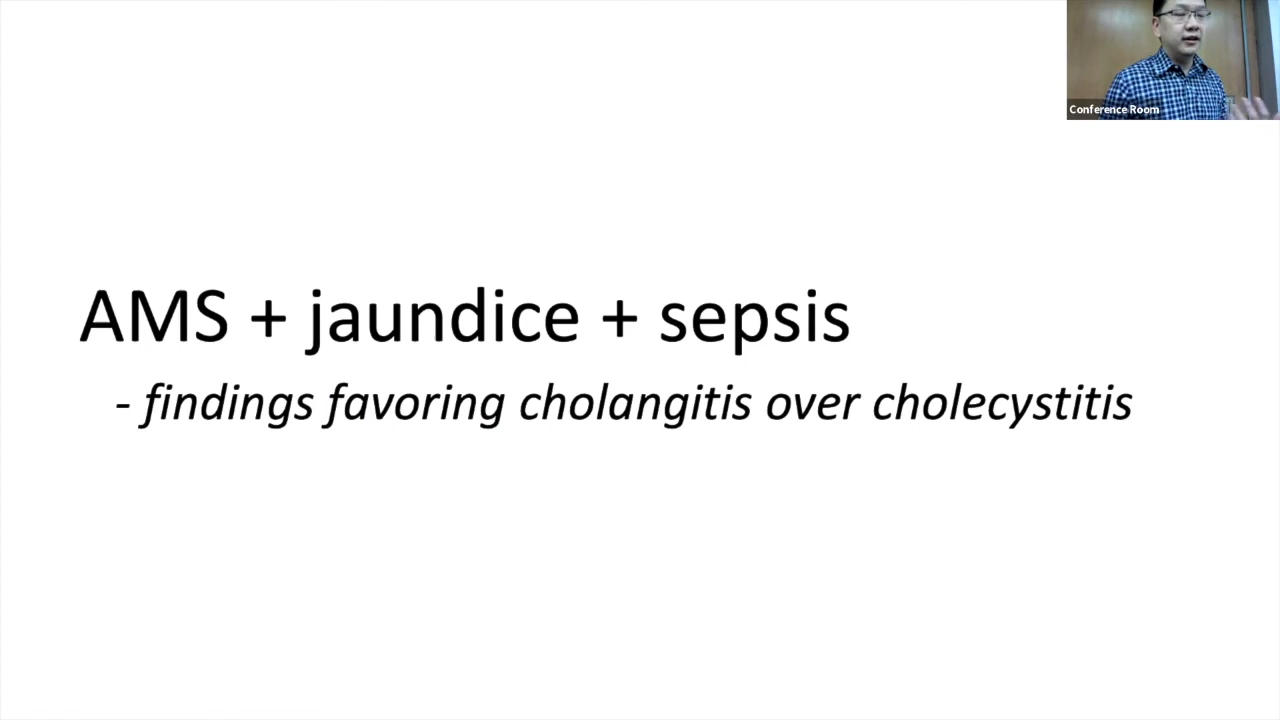 Conference Room
AMS + jaundice + sepsis
- findings favoring cholangitis over cholecystitis